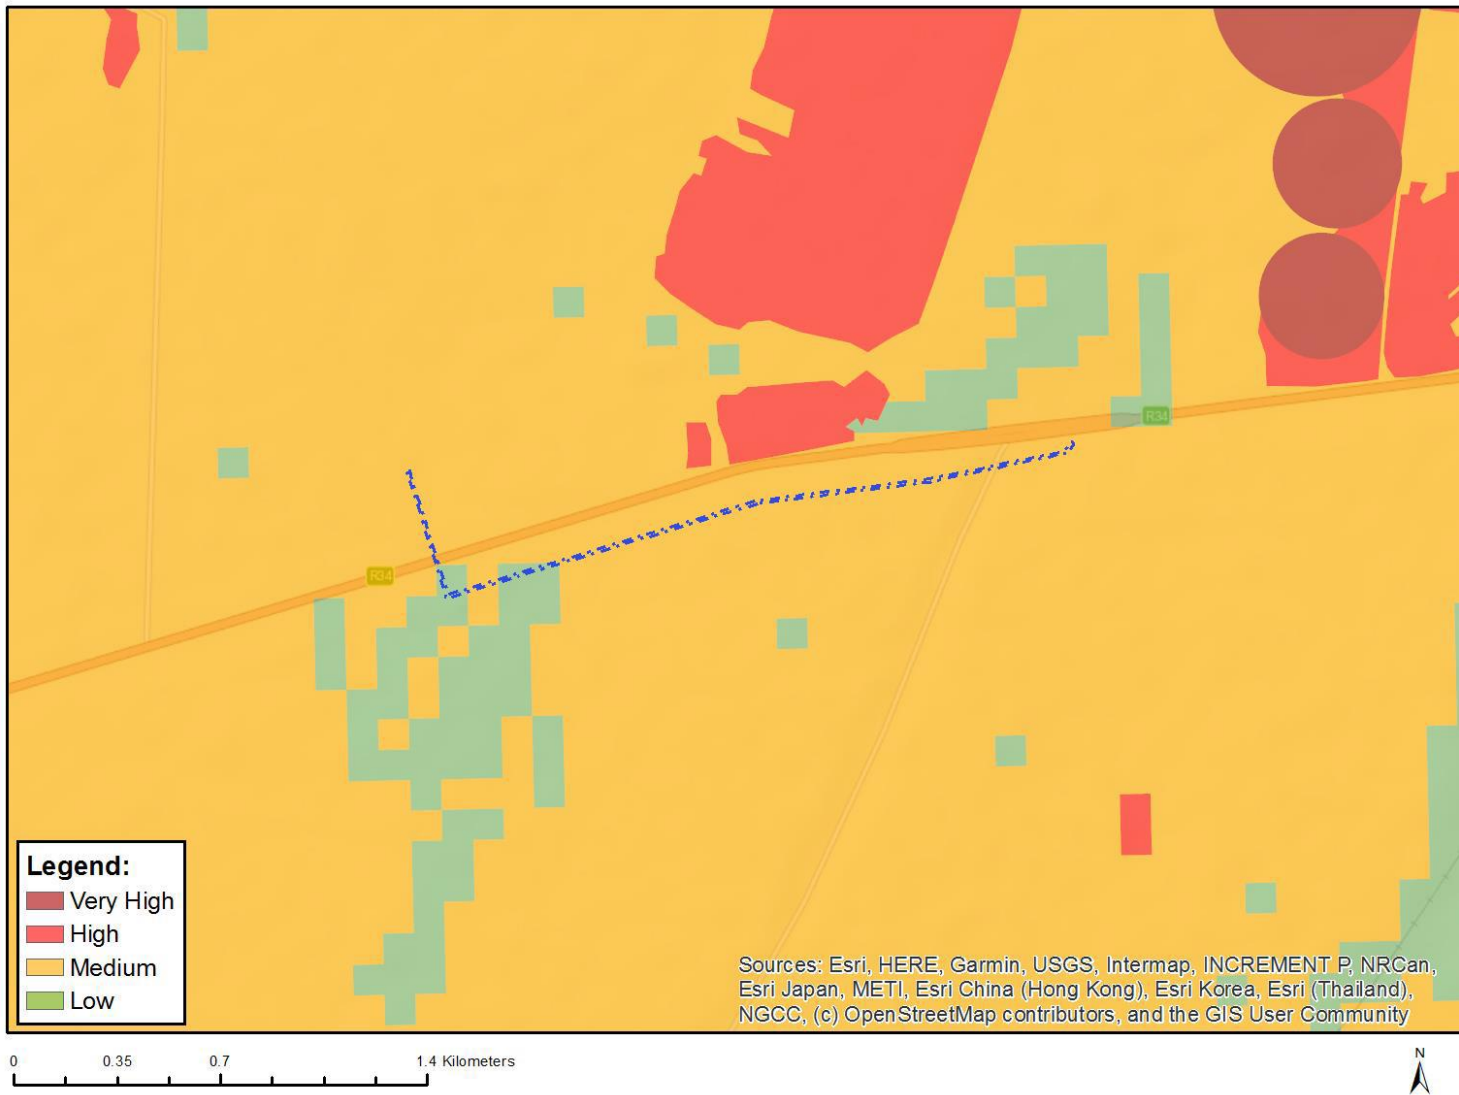 R34
R34
Legend:
Very High
High
Medium
Low
Sources: Esri, HERE, Garmin, USGS, Intermap, INCREMENT P, NRCan,
Esri Japan, METI, Esri China (Hong Kong), Esri Korea, Esri (Thailand),
NGCC, (c) OpenStreetMap contributors, and the GIS User Community
0 0.35 0.7 1.4 Kilometers
N